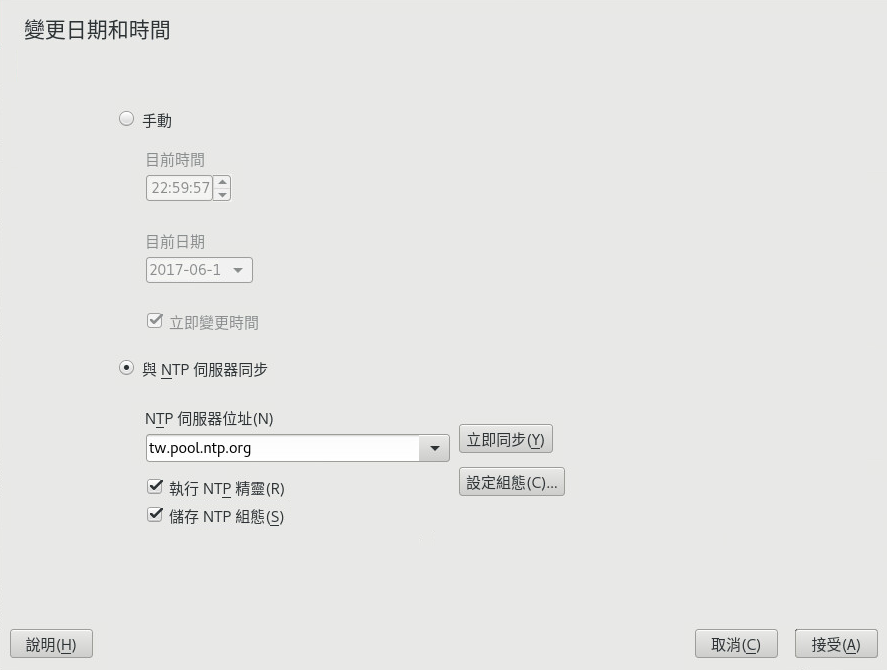 變更日期和時間
手動
目前時間
22:59:57
目前日期
2017-06-1
立即變更時間
與 NTP 伺服器同步
NTP 伺服器位址(N)
tw.pool.ntp.org
立即同步(Y)
執行 NTP 精靈(R)
設定組態(C)...
儲存 NTP 組態(S)
說明(H)
取消(C)
接受(A)